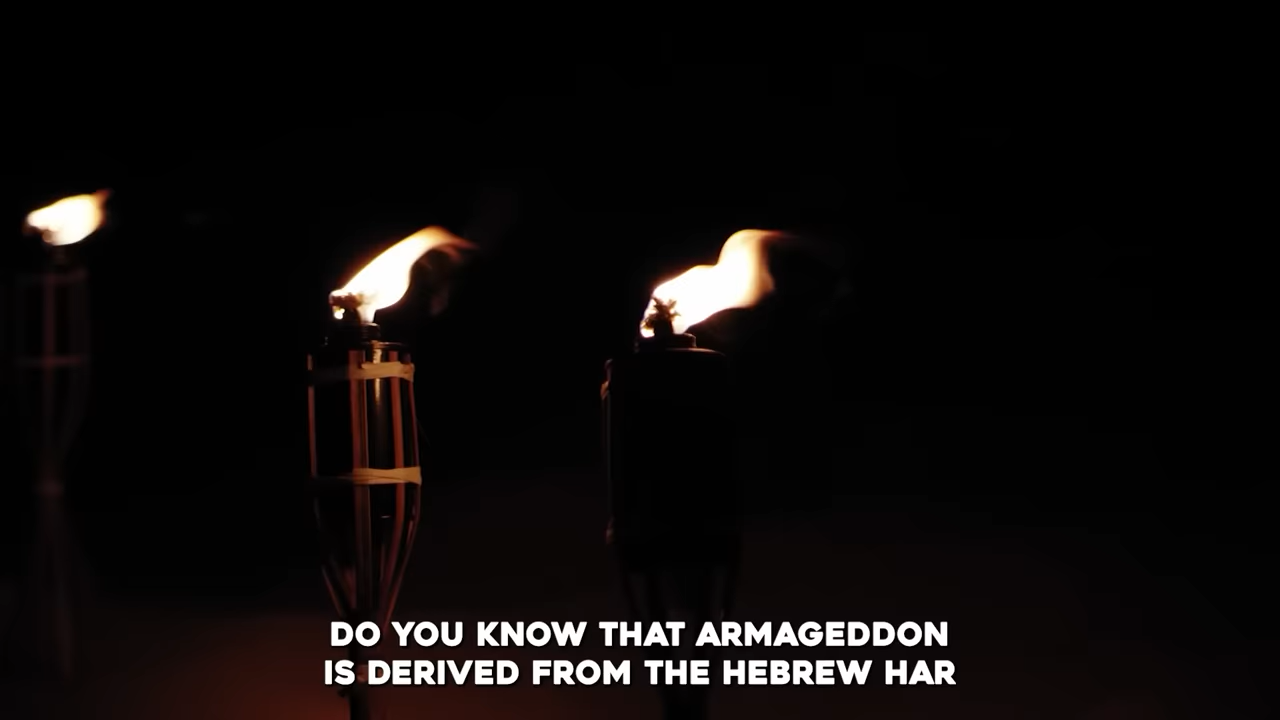 DO YOU KNOW THAT ARMAGEDDON
IS DERIVED FROM THE HEBREW HAR